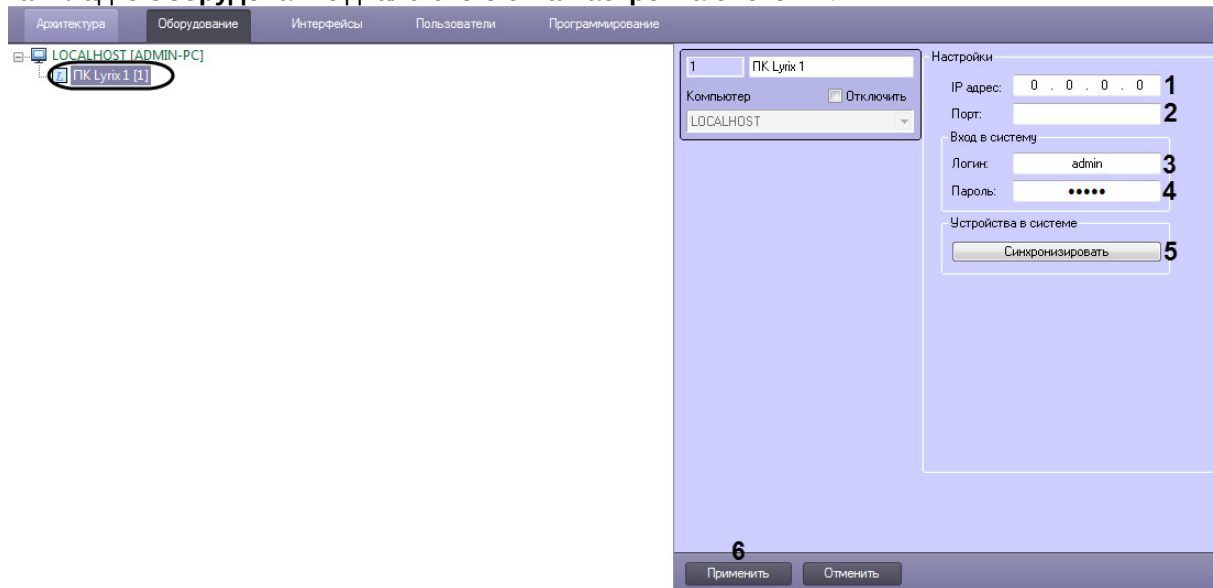 Архитектура Оборудование Интерфейсы Пользователи Программирование
LOCALHOST [ADMIN-PC]
ПК Lyrix 1 [1]
1 ПК Lyrix 1
Компьютер Отключить
LOCALHOST
Настройки
IP адрес: 0 . 0 . 0 . 0 1
Порт: 2
Вход в систему
Логин: admin 3
Пароль: ••••• 4
Устройства в системе
Синхронизировать 5
6
Применить Отменить